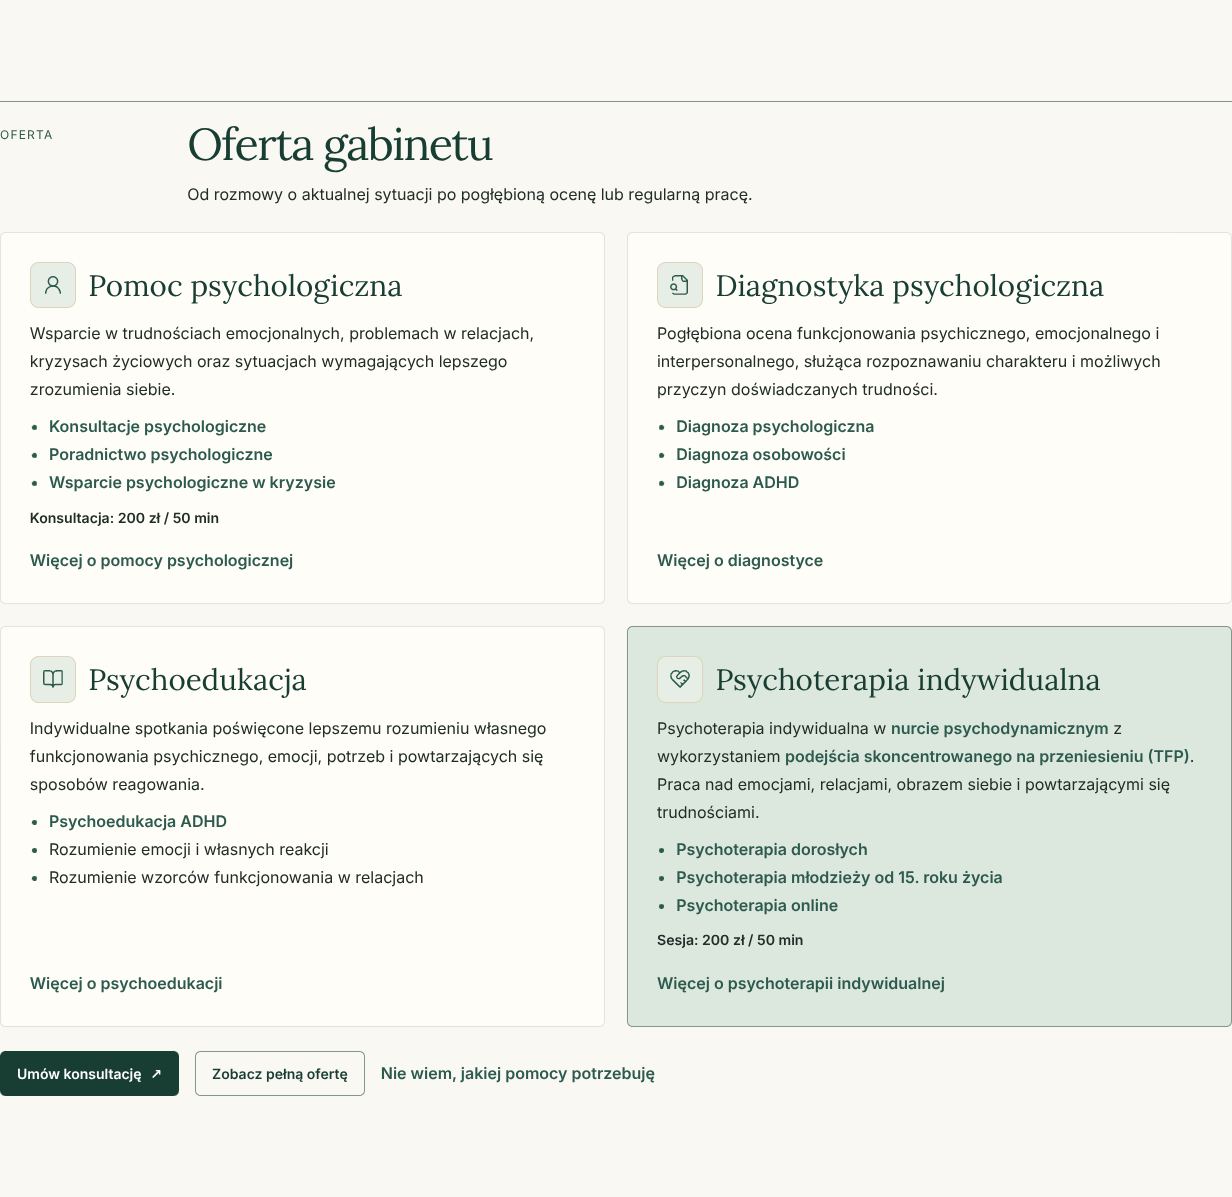 OFERTA
Oferta gabinetu
Od rozmowy o aktualnej sytuacji po pogłębioną ocenę lub regularną pracę.
Pomoc psychologiczna
Wsparcie w trudnościach emocjonalnych, problemach w relacjach,
kryzysach życiowych oraz sytuacjach wymagających lepszego
zrozumienia siebie.
• Konsultacje psychologiczne
• Poradnictwo psychologiczne
• Wsparcie psychologiczne w kryzysie
Konsultacja: 200 zł / 50 min
Więcej o pomocy psychologicznej
Diagnostyka psychologiczna
Pogłębiona ocena funkcjonowania psychicznego, emocjonalnego i
interpersonalnego, służąca rozpoznawaniu charakteru i możliwych
przyczyn doświadczanych trudności.
• Diagnoza psychologiczna
• Diagnoza osobowości
• Diagnoza ADHD
Więcej o diagnostyce
Psychoedukacja
Indywidualne spotkania poświęcone lepszemu rozumieniu własnego
funkcjonowania psychicznego, emocji, potrzeb i powtarzających się
sposobów reagowania.
• Psychoedukacja ADHD
• Rozumienie emocji i własnych reakcji
• Rozumienie wzorców funkcjonowania w relacjach
Więcej o psychoedukacji
Psychoterapia indywidualna
Psychoterapia indywidualna w nurcie psychodynamicznym z
wykorzystaniem podejścia skoncentrowanego na przeniesieniu (TFP).
Praca nad emocjami, relacjami, obrazem siebie i powtarzającymi się
trudnościami.
• Psychoterapia dorosłych
• Psychoterapia młodzieży od 15. roku życia
• Psychoterapia online
Sesja: 200 zł / 50 min
Więcej o psychoterapii indywidualnej
Umów konsultację ↗
Zobacz pełną ofertę
Nie wiem, jakiej pomocy potrzebuję